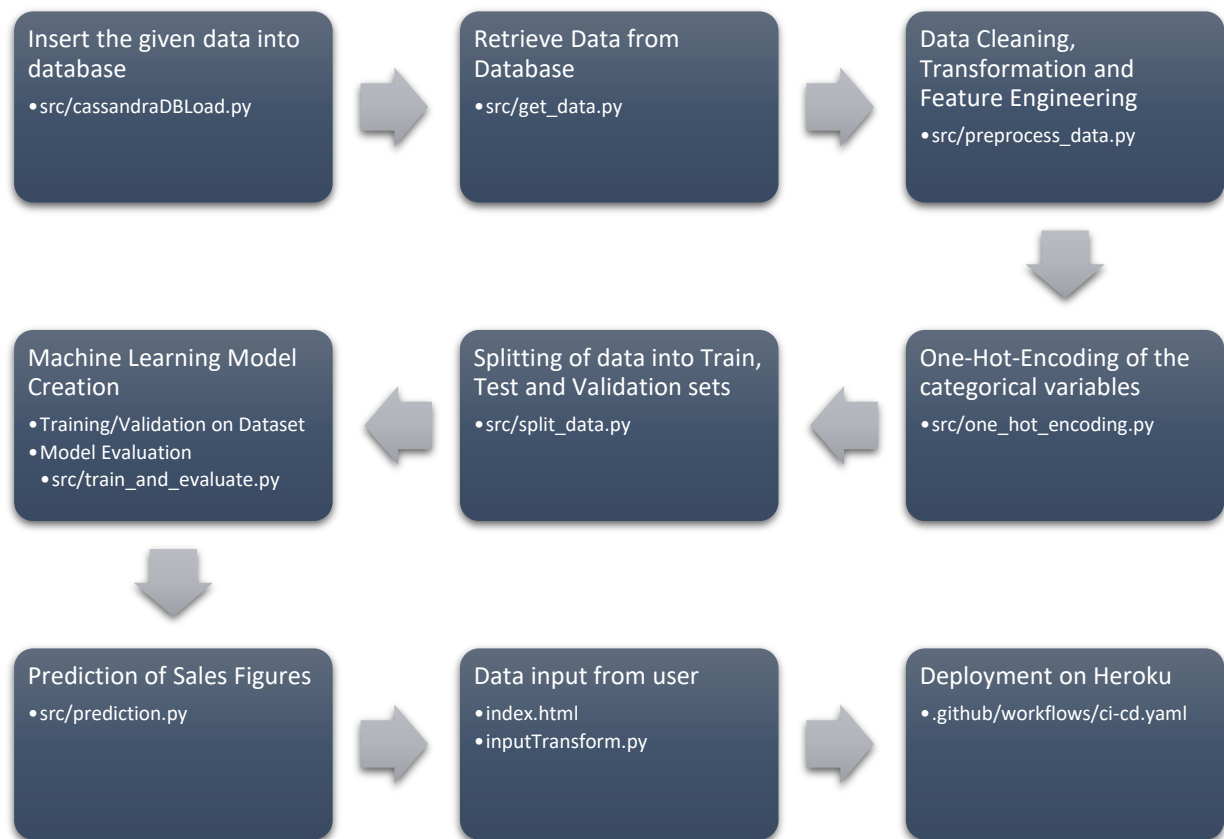 Insert the given data into
database
•src/cassandraDBLoad.py
Retrieve Data from
Database
•src/get_data.py
Data Cleaning,
Transformation and
Feature Engineering
•src/preprocess_data.py
One-Hot-Encoding of the
categorical variables
•src/one_hot_encoding.py
Splitting of data into Train,
Test and Validation sets
•src/split_data.py
Machine Learning Model
Creation
•Training/Validation on Dataset
•Model Evaluation
•src/train_and_evaluate.py
Prediction of Sales Figures
•src/prediction.py
Data input from user
•index.html
•inputTransform.py
Deployment on Heroku
•.github/workflows/ci-cd.yaml